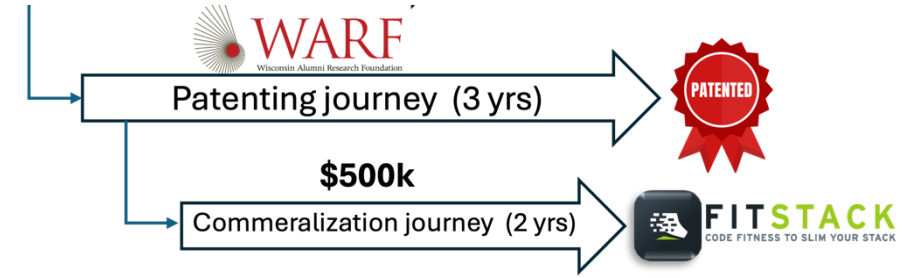 WARF
Wisconsin Alumni Research Foundation
Patenting journey (3 yrs)
PATENTED
$500k
Commeralization journey (2 yrs)
FITSTACK
CODE FITNESS TO SLIM YOUR STACK